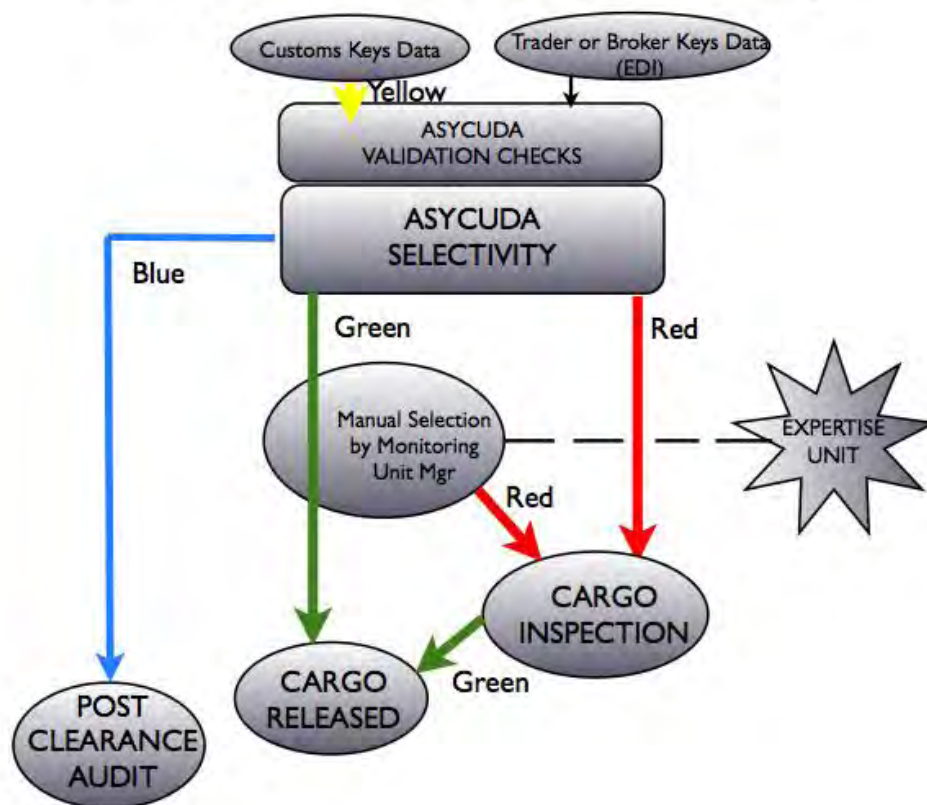 Customs Keys Data
Trader or Broker Keys Data
(EDI)
Yellow
ASYCUDA
VALIDATION CHECKS
ASYCUDA
SELECTIVITY
Blue
Green
Red
Manual Selection
by Monitoring
Unit Mgr
EXPERTISE
UNIT
Red
CARGO
INSPECTION
Green
CARGO
RELEASED
POST
CLEARANCE
AUDIT